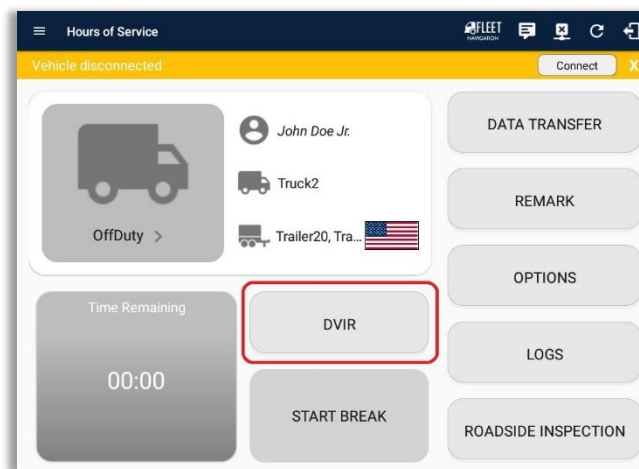 Hours of Service
FLEET
NAVIGATION
Vehicle disconnected
Connect
X
John Doe Jr.
Truck2
OffDuty >
Trailer20, Tra...
Time Remaining
00:00
DVIR
START BREAK
DATA TRANSFER
REMARK
OPTIONS
LOGS
ROADSIDE INSPECTION